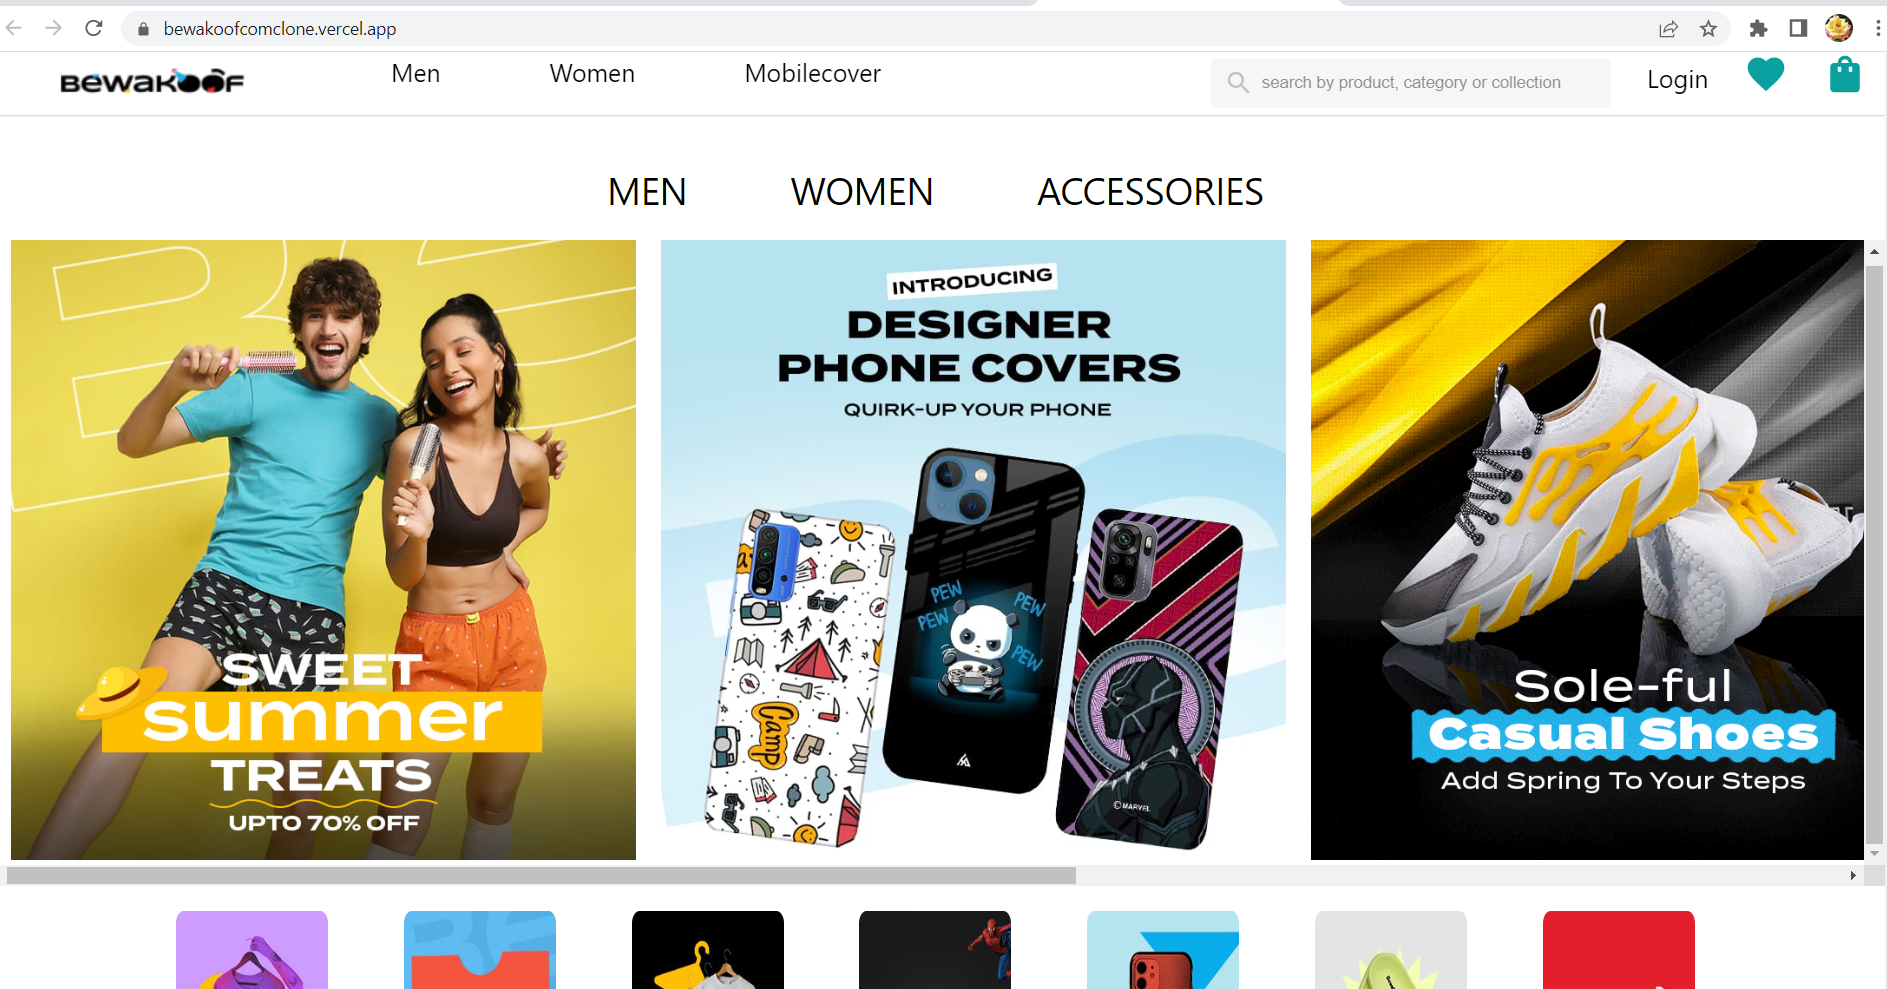 bewakoofcomclone.vercel.app
BEWAKOOF
Men
Women
Mobilecover
search by product, category or collection
Login
MEN
WOMEN
ACCESSORIES
SWEET
summer
TREATS
UPTO 70% OFF
INTRODUCING
DESIGNER
PHONE COVERS
QUIRK-UP YOUR PHONE
PEW
PEW
PEW
PEW
Camp
© MARVEL
Sole-ful
Casual Shoes
Add Spring To Your Steps